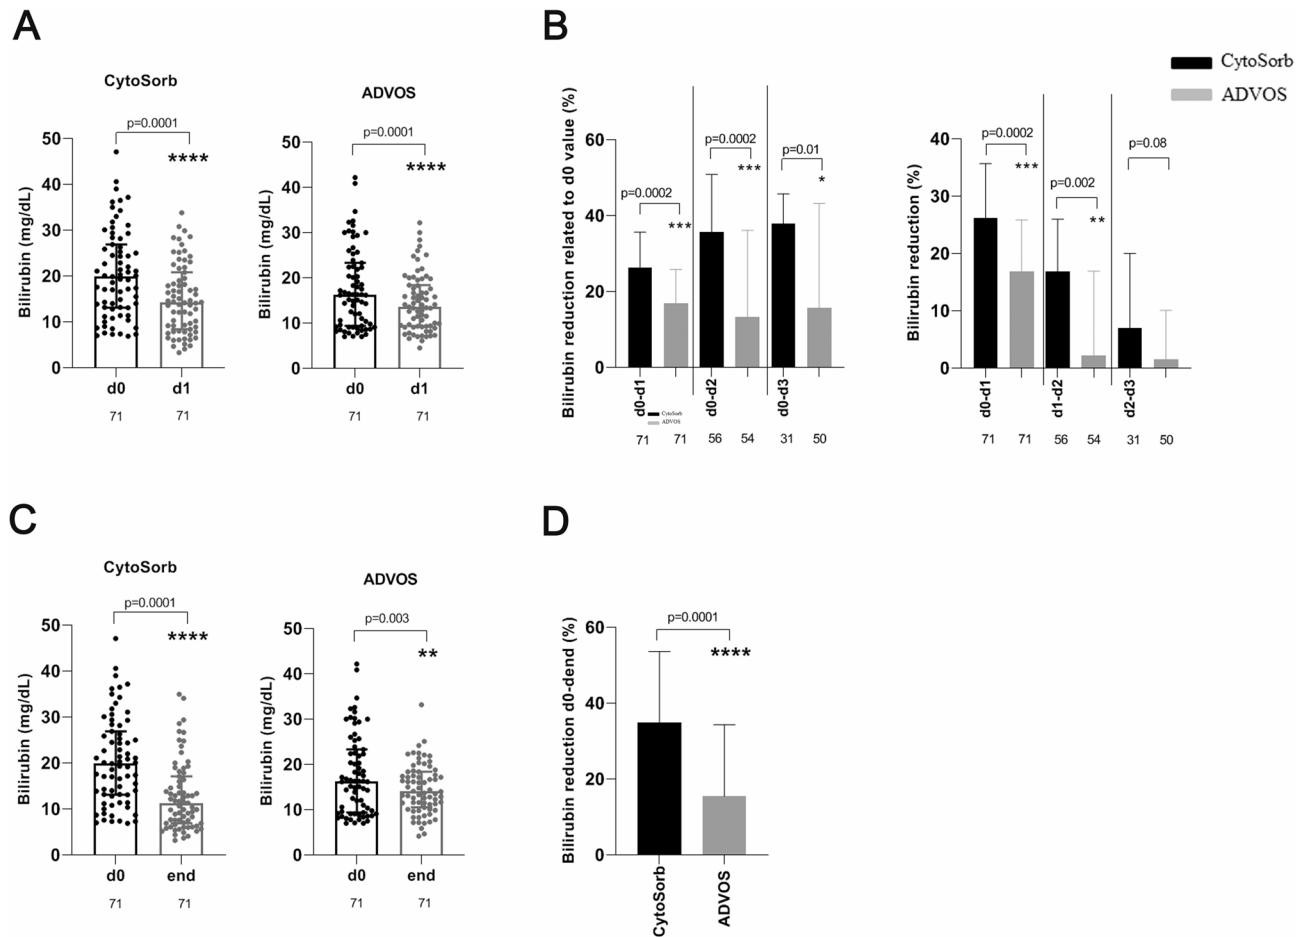 A
CytoSorb
p=0.0001
****
Bilirubin (mg/dL)
50
40
30
20
10
0
d0
d1
71
71
ADVOS
p=0.0001
****
Bilirubin (mg/dL)
50
40
30
20
10
0
d0
d1
71
71
B
CytoSorb
ADVOS
Bilirubin reduction related to d0 value (%)
60
40
20
0
p=0.0002
***
p=0.0002
***
p=0.01
*
d0-d1
d0-d2
d0-d3
CytoSorb
ADVOS
71
71
56
54
31
50
Bilirubin reduction (%)
40
30
20
10
0
p=0.0002
***
p=0.002
**
p=0.08
d0-d1
d1-d2
d2-d3
71
71
56
54
31
50
C
CytoSorb
p=0.0001
****
Bilirubin (mg/dL)
50
40
30
20
10
0
d0
end
71
71
ADVOS
p=0.003
**
Bilirubin (mg/dL)
50
40
30
20
10
0
d0
end
71
71
D
Bilirubin reduction d0-dend (%)
60
40
20
0
p=0.0001
****
CytoSorb
ADVOS